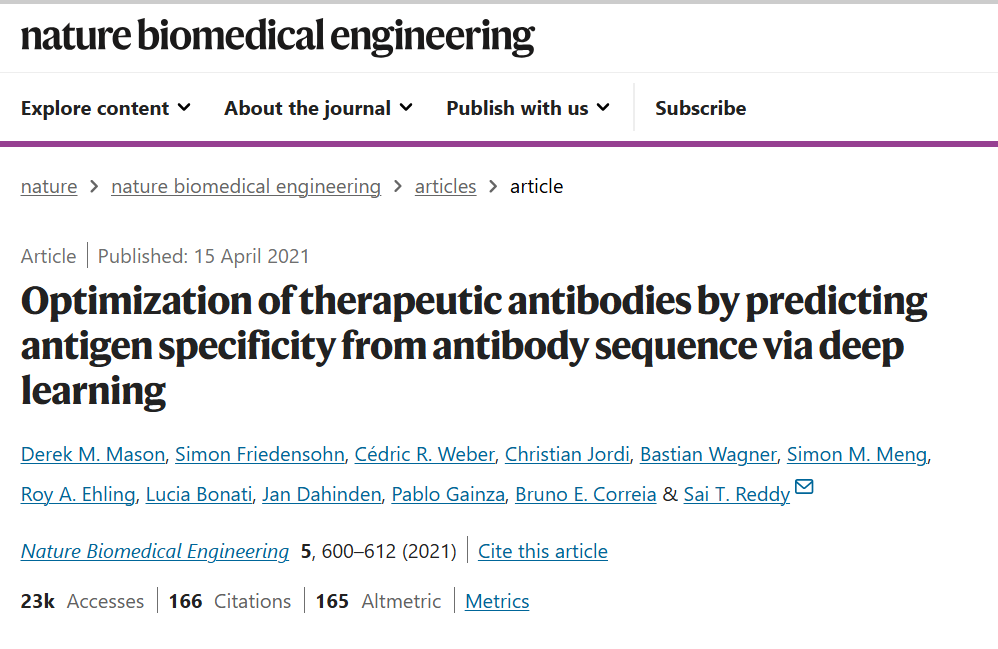 nature biomedical engineering
Explore content About the journal Publish with us Subscribe
nature > nature biomedical engineering > articles > article
Article | Published: 15 April 2021
Optimization of therapeutic antibodies by predicting
antigen specificity from antibody sequence via deep
learning
Derek M. Mason, Simon Friedensohn, Cédric R. Weber, Christian Jordi, Bastian Wagner, Simon M. Meng,
Roy A. Ehling, Lucia Bonati, Jan Dahinden, Pablo Gainza, Bruno E. Correia & Sai T. Reddy
Nature Biomedical Engineering 5, 600–612 (2021) | Cite this article
23k Accesses | 166 Citations | 165 Altmetric | Metrics